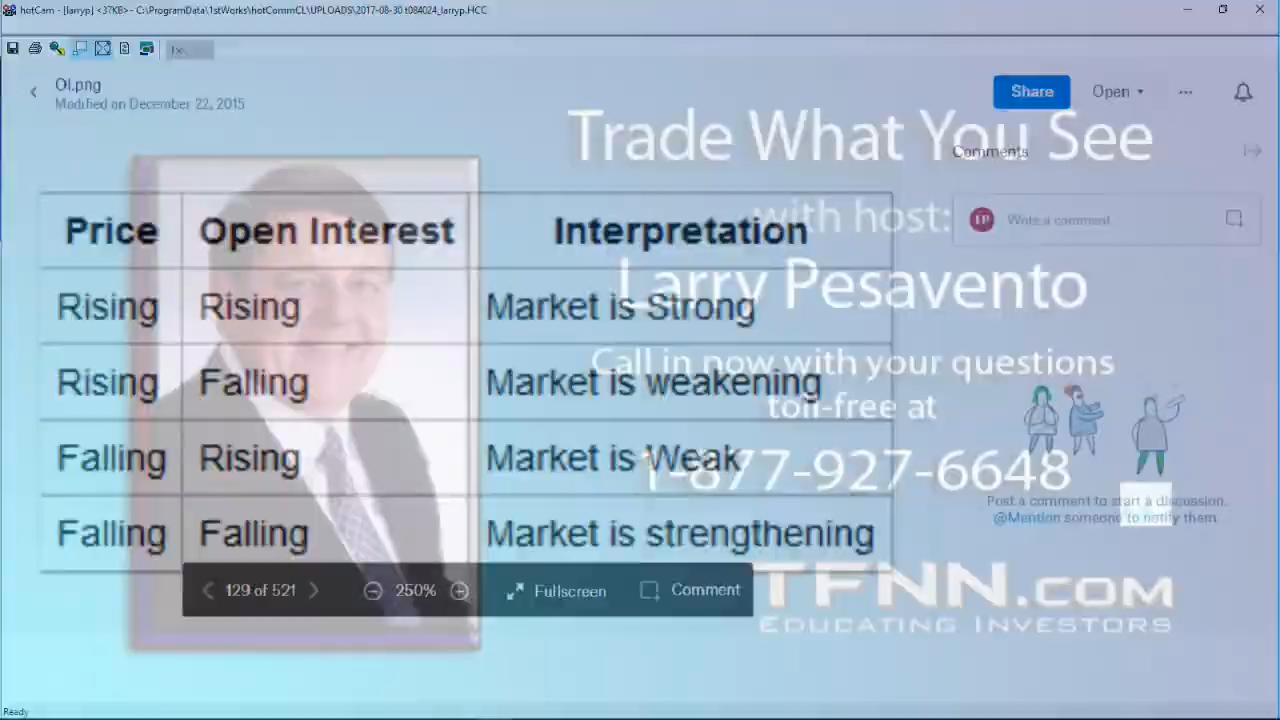 hotCam - [larryp] <37KB> - C:\ProgramData\1stWorks\hotCommCL\UPLOADS\2017-08-30 t084024_larryp.HCC
1x
OI.png
Modified on December 22, 2015
Share
Open
Comments
Write a comment
Trade What You See
with host:
Larry Pesavento
Call in now with your questions
toll-free at
1-877-927-6648
TFNN.COM
EDUCATING INVESTORS
Price Open Interest Interpretation
Rising Rising Market is Strong
Rising Falling Market is weakening
Falling Rising Market is Weak
Falling Falling Market is strengthening
Post a comment to start a discussion.
@Mention someone to notify them.
129 of 521 250% Fullscreen Comment
Ready